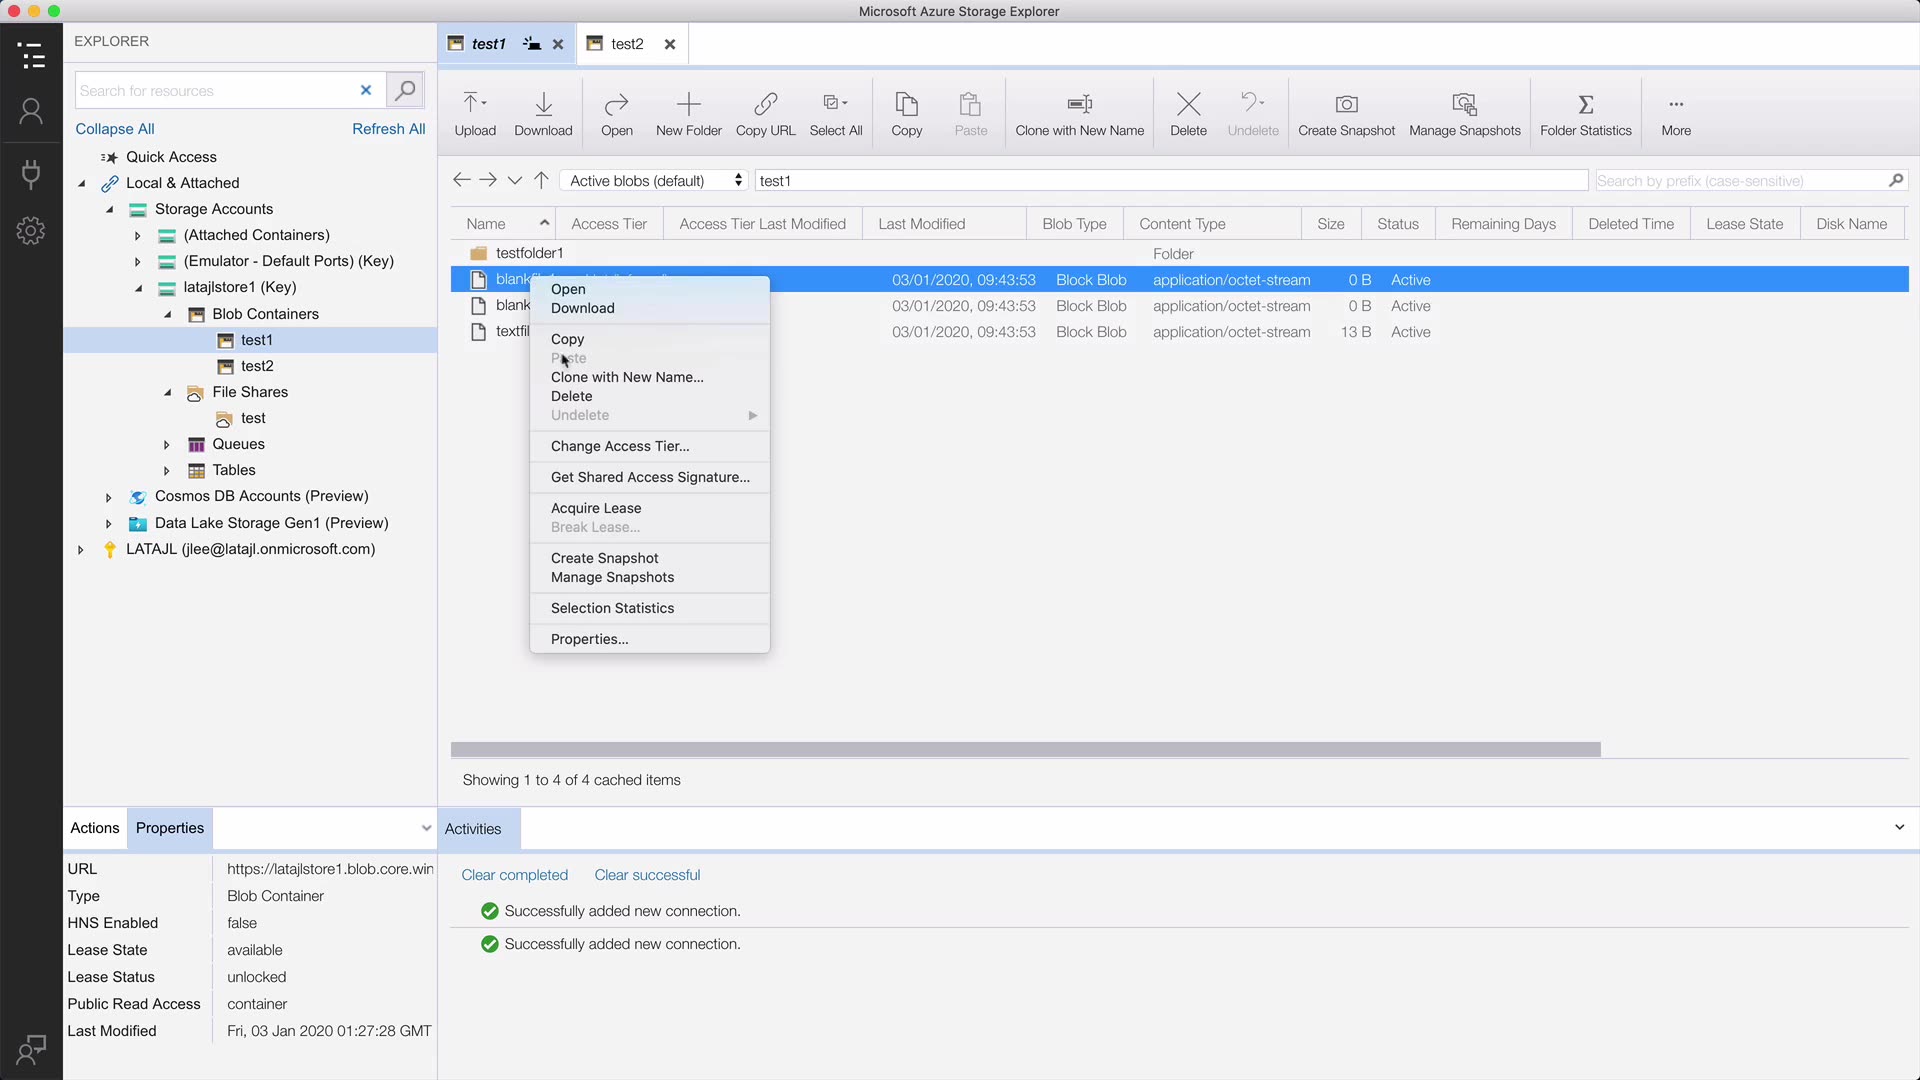 Microsoft Azure Storage Explorer
EXPLORER
Search for resources
Collapse All
Refresh All
Quick Access
Local & Attached
Storage Accounts
(Attached Containers)
(Emulator - Default Ports) (Key)
latajlstore1 (Key)
Blob Containers
test1
test2
File Shares
test
Queues
Tables
Cosmos DB Accounts (Preview)
Data Lake Storage Gen1 (Preview)
LATAJL (jlee@latajl.onmicrosoft.com)
test1
test2
Upload Download Open New Folder Copy URL Select All Copy Paste Clone with New Name Delete Undelete Create Snapshot Manage Snapshots Folder Statistics More
Active blobs (default)
test1
Search by prefix (case-sensitive)
Name Access Tier Access Tier Last Modified Last Modified Blob Type Content Type Size Status Remaining Days Deleted Time Lease State Disk Name
testfolder1 Folder
03/01/2020, 09:43:53 Block Blob application/octet-stream 0 B Active
blank 03/01/2020, 09:43:53 Block Blob application/octet-stream 0 B Active
textfil 03/01/2020, 09:43:53 Block Blob application/octet-stream 13 B Active
Open
Download
Copy
Paste
Clone with New Name...
Delete
Undelete
Change Access Tier...
Get Shared Access Signature...
Acquire Lease
Break Lease...
Create Snapshot
Manage Snapshots
Selection Statistics
Properties...
Showing 1 to 4 of 4 cached items
Actions Properties
URL https://latajlstore1.blob.core.win
Type Blob Container
HNS Enabled false
Lease State available
Lease Status unlocked
Public Read Access container
Last Modified Fri, 03 Jan 2020 01:27:28 GMT
Activities
Clear completed Clear successful
Successfully added new connection.
Successfully added new connection.